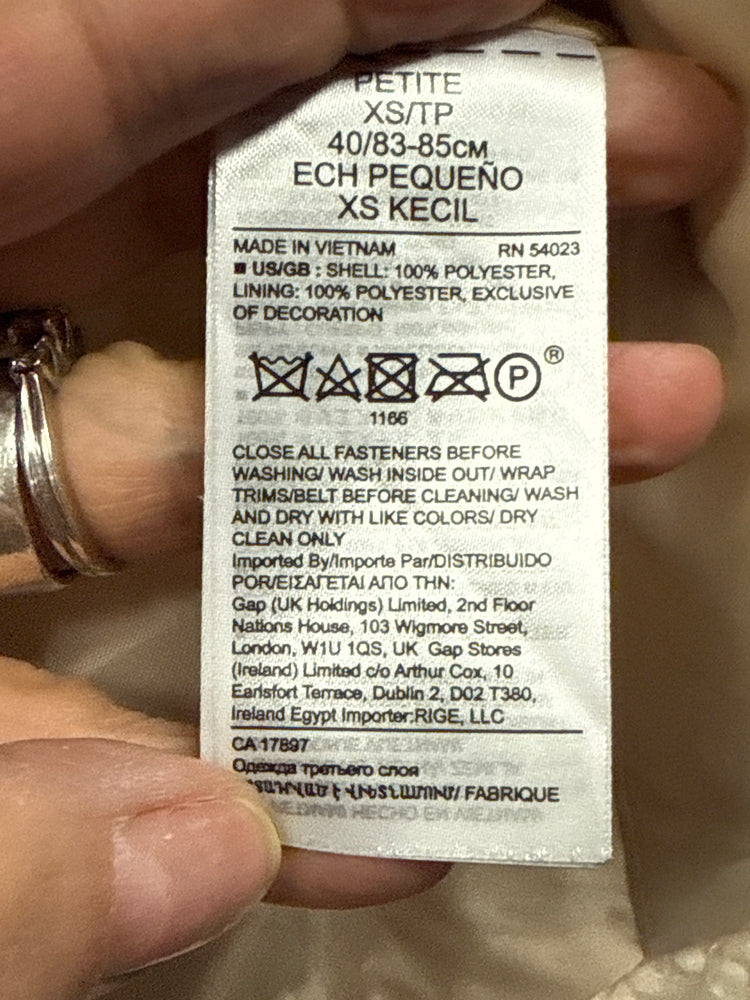 PETITE
XS/TP
40/83-85CM
ECH PEQUEÑO
XS KECIL
MADE IN VIETNAM RN 54023
■ US/GB : SHELL: 100% POLYESTER,
LINING: 100% POLYESTER, EXCLUSIVE
OF DECORATION
P ®
1166
CLOSE ALL FASTENERS BEFORE
WASHING/ WASH INSIDE OUT/ WRAP
TRIMS/BELT BEFORE CLEANING/ WASH
AND DRY WITH LIKE COLORS/ DRY
CLEAN ONLY
Imported By/Importe Par/DISTRIBUIDO
POR/ΕΙΣΑΓΕΤΑΙ ΑΠΟ ΤΗΝ:
Gap (UK Holdings) Limited, 2nd Floor
Nations House, 103 Wigmore Street,
London, W1U 1QS, UK Gap Stores
(Ireland) Limited c/o Arthur Cox, 10
Earlsfort Terrace, Dublin 2, D02 T380,
Ireland Egypt Importer:RIGE, LLC
CA 17897
Одежда третьего слоя
Է ՎԻԵՏՆԱՄՈՒՄ/ FABRIQUE